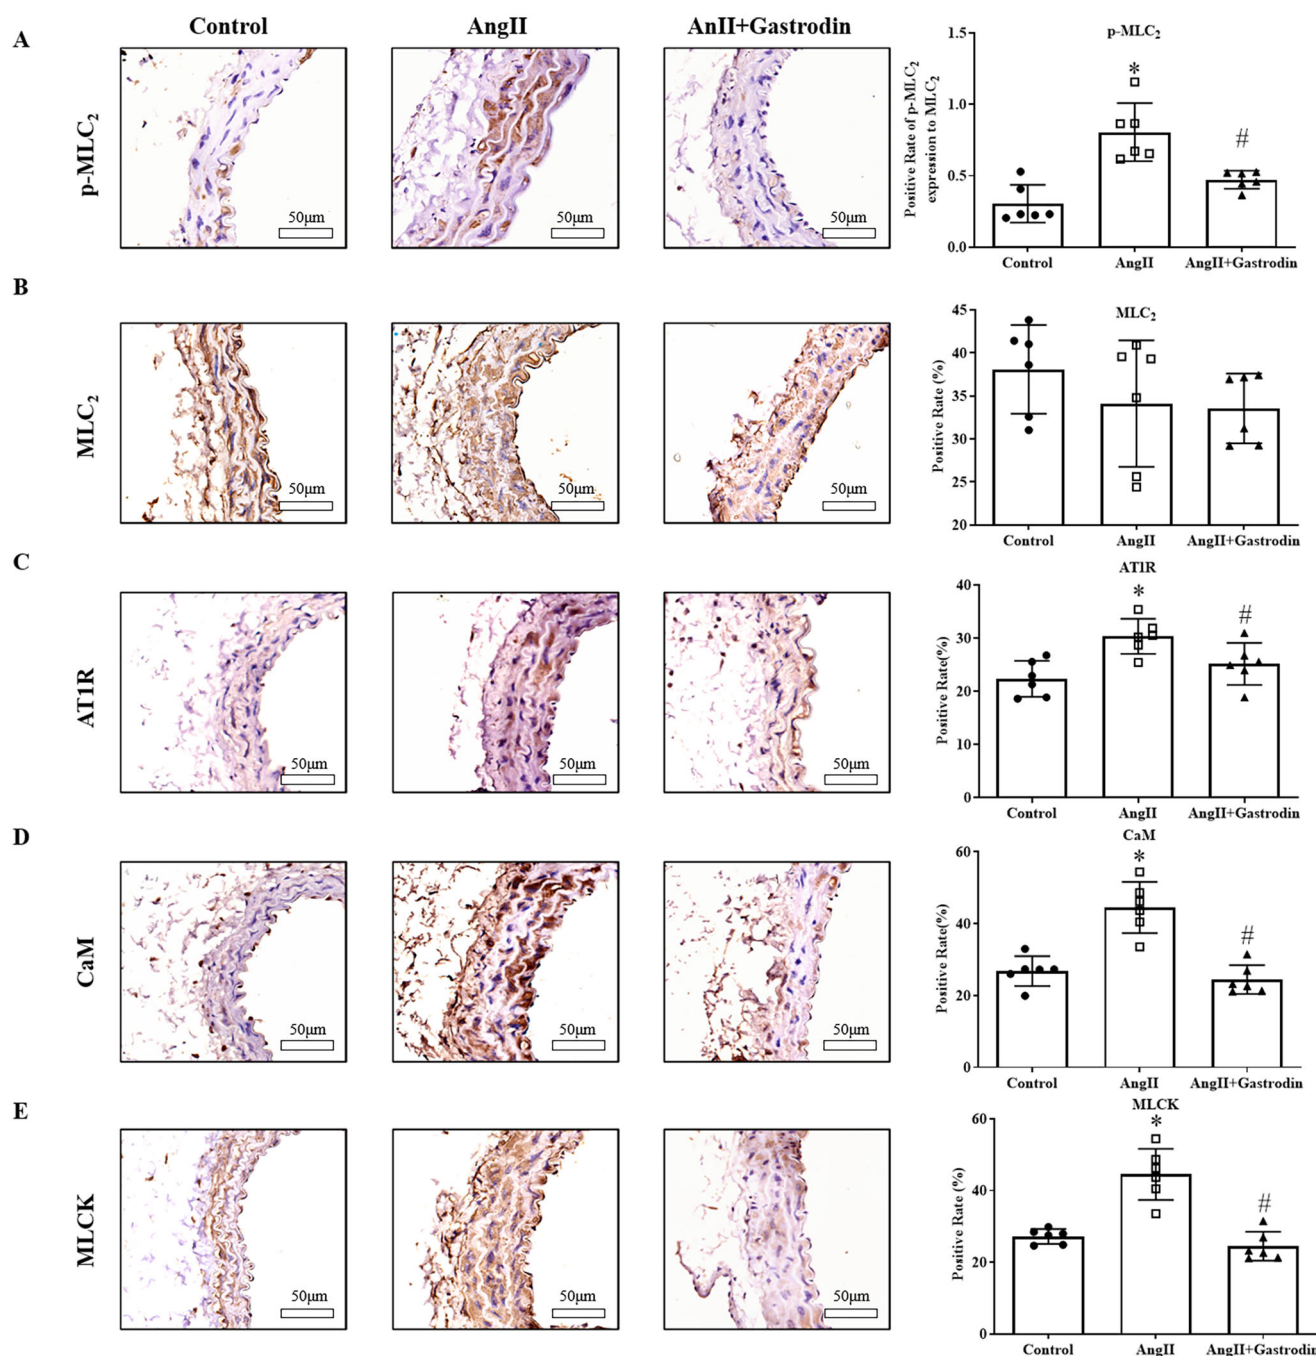 Control
AngII
AnII+Gastrodin
A
p-MLC₂
50μm
50μm
50μm
p-MLC₂
Positive Rate of p-MLC₂
expression to MLC₂
1.5
1.0
0.5
0.0
*
#
Control
AngII
AngII+Gastrodin
B
MLC₂
50μm
50μm
50μm
MLC₂
Positive Rate (%)
45
40
35
30
25
20
Control
AngII
AngII+Gastrodin
C
AT1R
50μm
50μm
50μm
AT1R
Positive Rate(%)
40
30
20
10
0
*
#
Control
AngII
AngII+Gastrodin
D
CaM
50μm
50μm
50μm
CaM
Positive Rate(%)
60
40
20
0
*
#
Control
AngII
AngII+Gastrodin
E
MLCK
50μm
50μm
50μm
MLCK
Positive Rate (%)
60
40
20
0
*
#
Control
AngII
AngII+Gastrodin